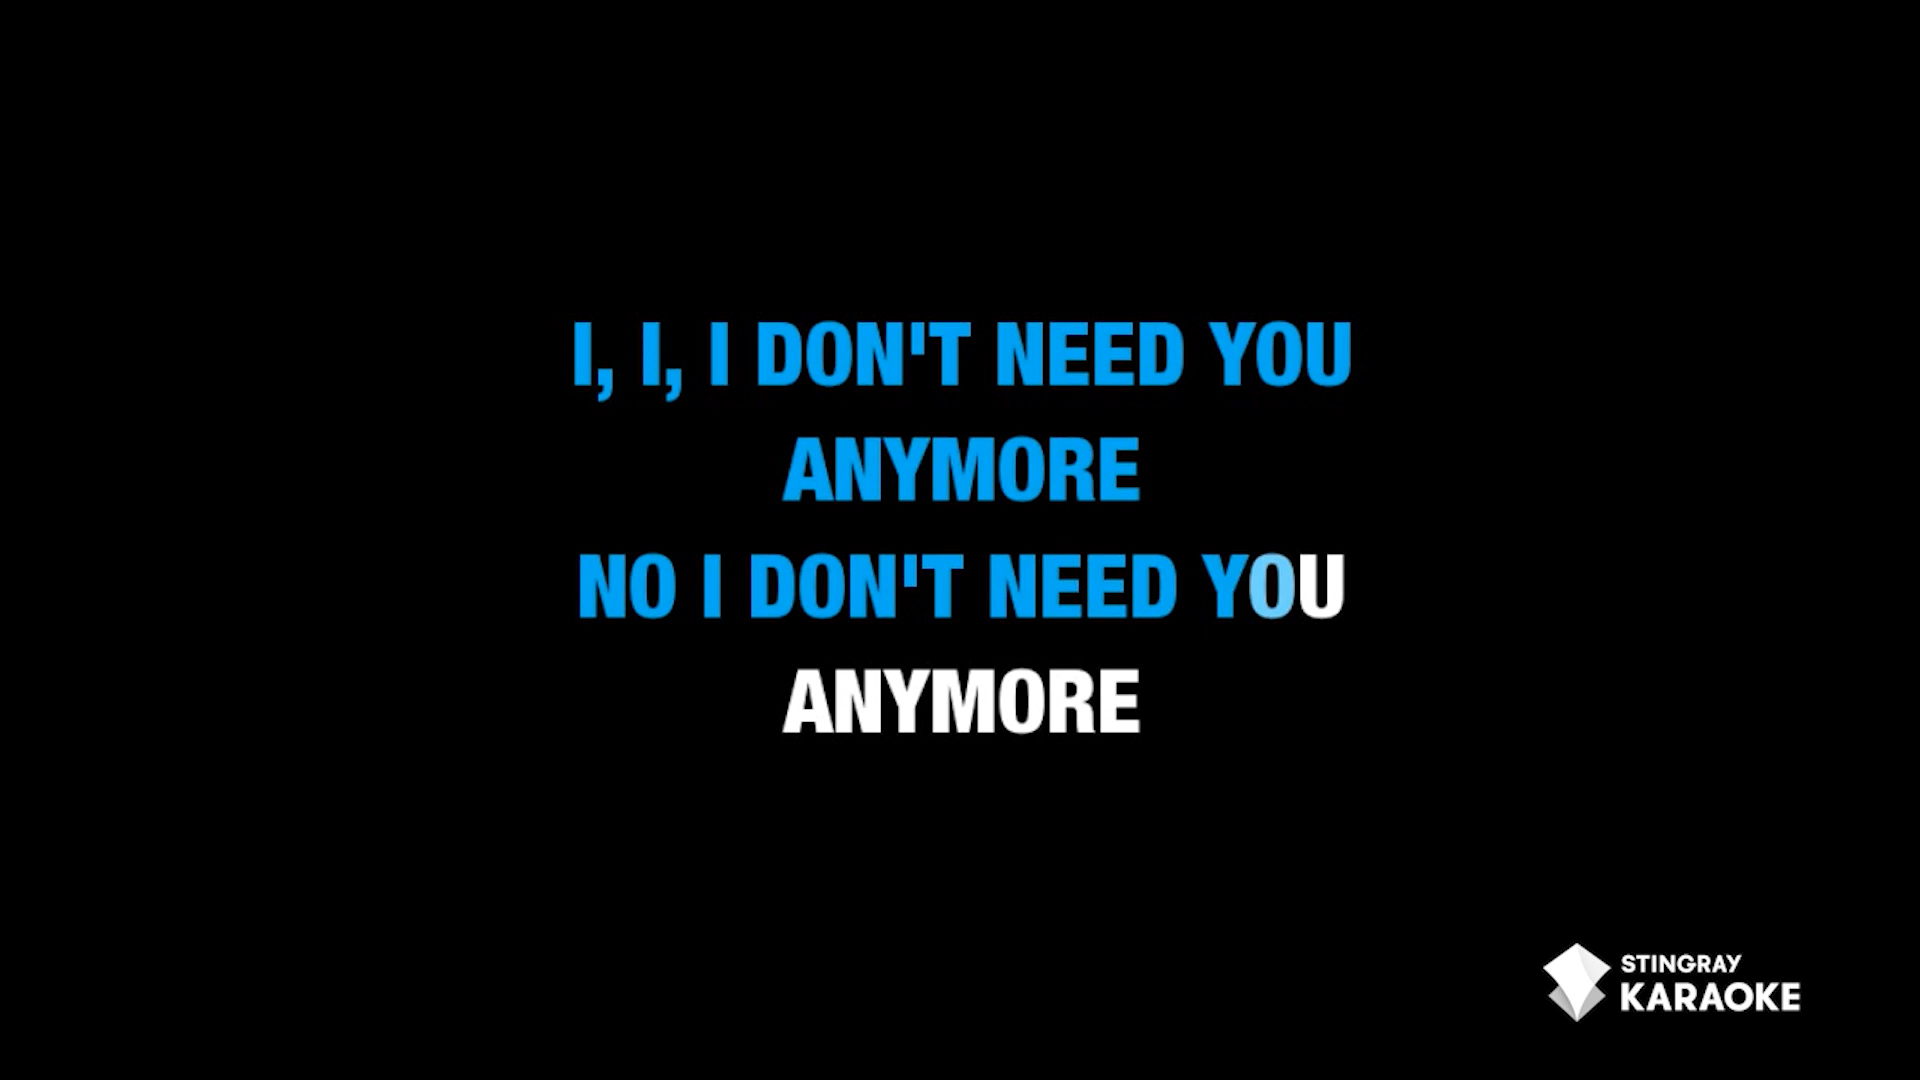 I, I, I DON'T NEED YOU
ANYMORE
NO I DON'T NEED YOU
ANYMORE
STINGRAY
KARAOKE